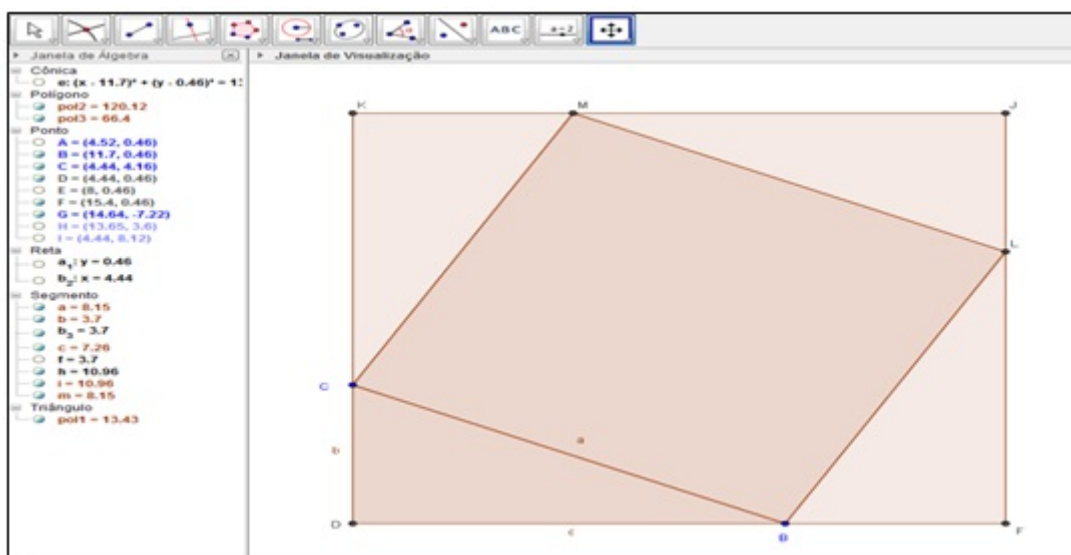 ABC
a=2
Janela de Álgebra
Janela de Visualização
Cônica
e: (x - 11.7)² + (y - 0.46)² = 1
Polígono
pol2 = 120.12
pol3 = 66.4
Ponto
A = (4.52, 0.46)
B = (11.7, 0.46)
C = (4.44, 4.16)
D = (4.44, 0.46)
E = (8, 0.46)
F = (15.4, 0.46)
G = (14.64, -7.22)
H = (13.65, 3.6)
I = (4.44, 8.12)
Reta
a₁: y = 0.46
b₂: x = 4.44
Segmento
a = 8.15
b = 3.7
b₃ = 3.7
c = 7.26
f = 3.7
h = 10.96
i = 10.96
m = 8.15
Triângulo
pol1 = 13.43
K
M
J
L
C
a
b
D
c
B
F